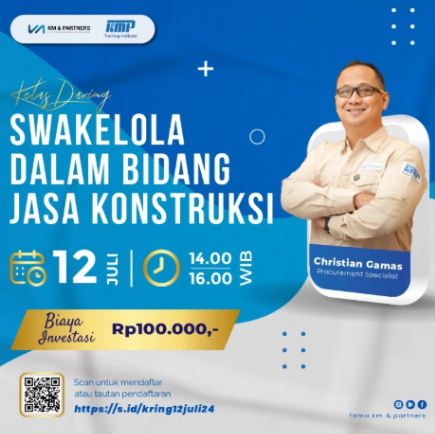 KM & PARTNERS
KMP
Training Institute
Kelas Daring
SWAKELOLA
DALAM BIDANG
JASA KONSTRUKSI
12 JULI
14.00
16.00 WIB
Christian Gamas
Procurement Specialist
Biaya
Investasi
Rp100.000,-
Scan untuk mendaftar
atau tautan pendaftaran
https://s.id/kring12juli24
fama km & partners